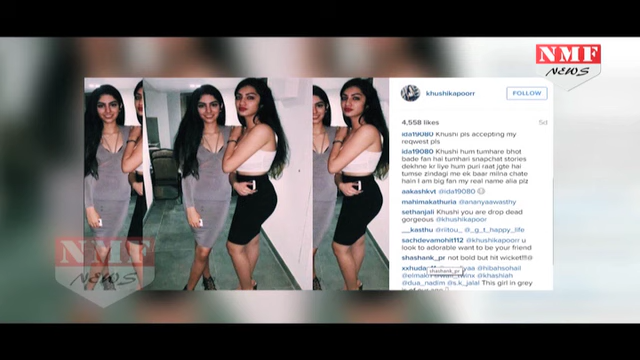 NMF
NEWS
khushikapoorr
FOLLOW
4,558 likes
5d
ida19080 Khushi pls accepting my
reqwest pls
ida19080 Khushi hum tumhare bhot
bade fan hai tumhari snapchat stories
dekhne kr liye hum puri raat jgte hai
tumse zindagi me ek baar milna chate
hain I am big fan my real name alia plz
aakashkvt @ida19080
mahimakathuria @ananyaawasthy
sethanjali Khushi you are drop dead
gorgeous @khushikapoorr
__kasthu @riitou_ @_g_t_happy_life
sachdevamohit112 @khushikapoorr u
look to adorable want to be your friend
shashank_pr not bold but hit wicket!!!@
shashank_pr
@hibahsohail
@khashiah
@dua_nadim @s.k_jalal This girl in grey
NMF
NEWS